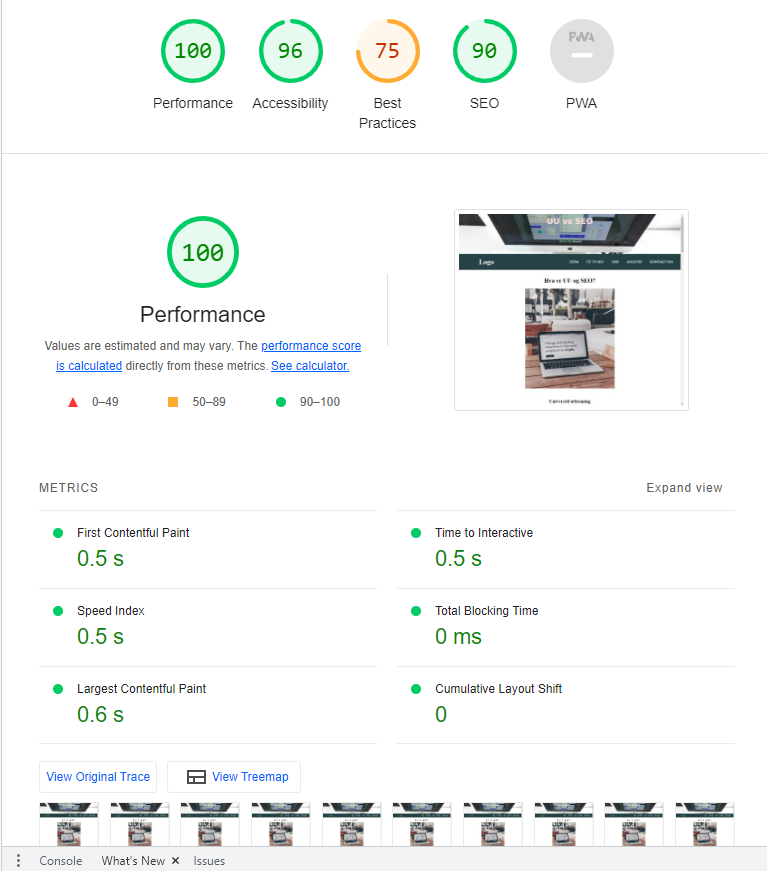 100
96
75
90
PWA
Performance
Accessibility
Best
Practices
SEO
PWA
100
Performance
Values are estimated and may vary. The performance score
is calculated directly from these metrics. See calculator.
0–49
50–89
90–100
UU vs SEO
Logo
HJEM
UU VS SEO
ANALYSE
KONTAKT OSS
Hva er UU og SEO?
Universell utforming
METRICS
Expand view
First Contentful Paint
0.5 s
Time to Interactive
0.5 s
Speed Index
0.5 s
Total Blocking Time
0 ms
Largest Contentful Paint
0.6 s
Cumulative Layout Shift
0
View Original Trace
View Treemap
Console
What's New
Issues